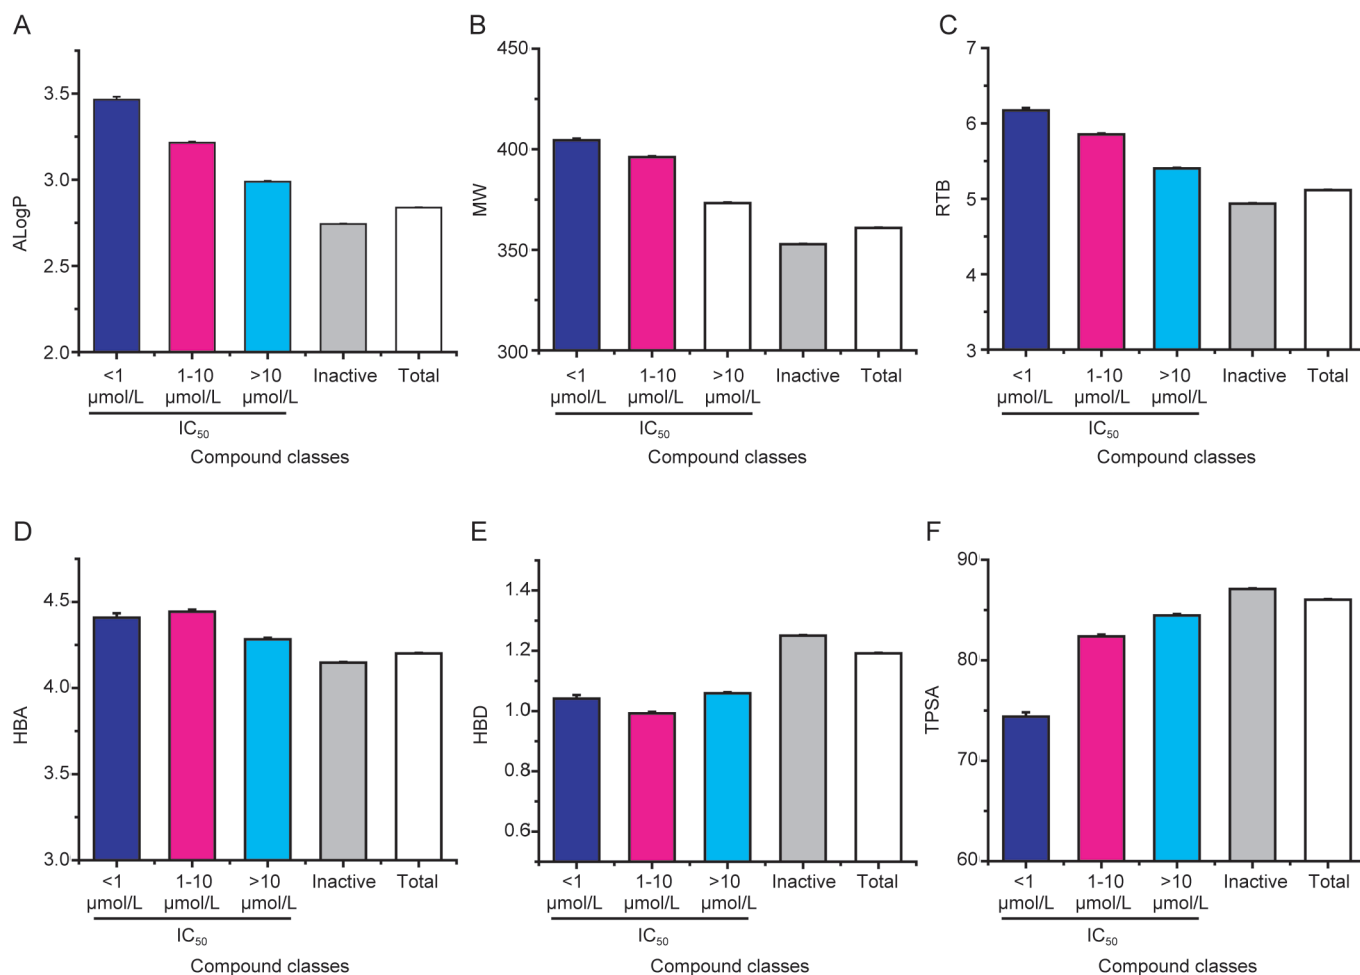 A
ALogP
3.5
3.0
2.5
2.0
<1 1-10 >10 Inactive Total
µmol/L µmol/L µmol/L
IC₅₀
Compound classes
B
MW
450
400
350
300
<1 1-10 >10 Inactive Total
µmol/L µmol/L µmol/L
IC₅₀
Compound classes
C
RTB
7
6
5
4
3
<1 1-10 >10 Inactive Total
µmol/L µmol/L µmol/L
IC₅₀
Compound classes
D
HBA
4.5
4.0
3.5
3.0
<1 1-10 >10 Inactive Total
µmol/L µmol/L µmol/L
IC₅₀
Compound classes
E
HBD
1.4
1.2
1.0
0.8
0.6
<1 1-10 >10 Inactive Total
µmol/L µmol/L µmol/L
IC₅₀
Compound classes
F
TPSA
90
80
70
60
<1 1-10 >10 Inactive Total
µmol/L µmol/L µmol/L
IC₅₀
Compound classes